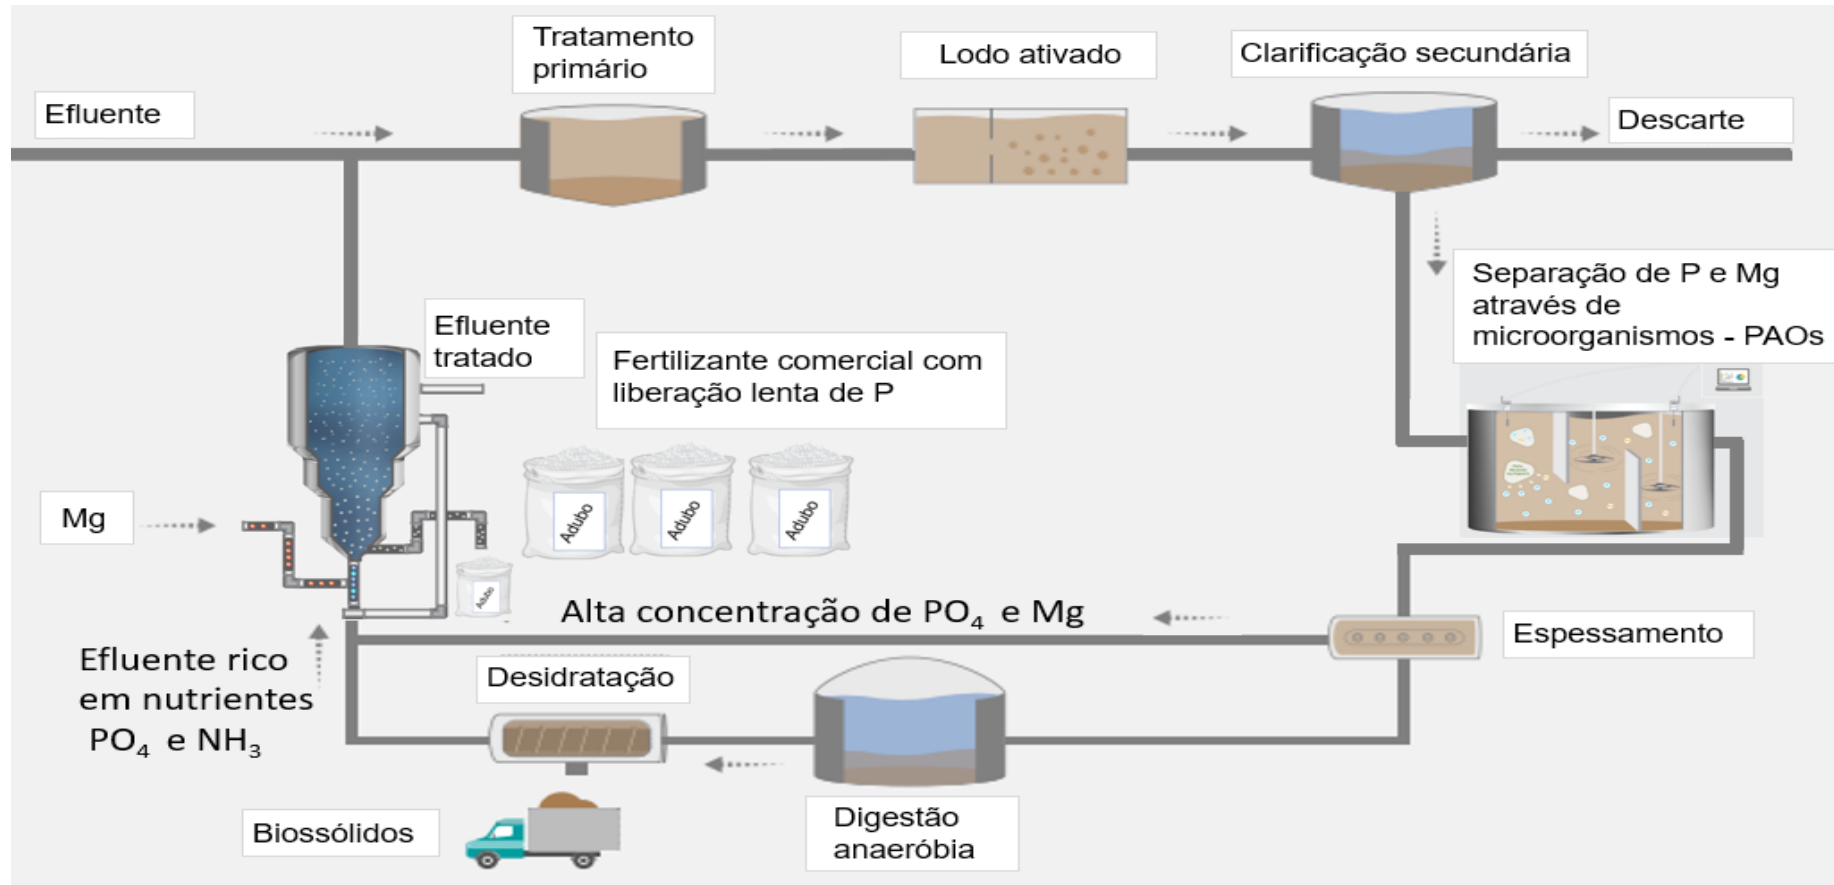 Tratamento
primário
Lodo ativado
Clarificação secundária
Efluente
Descarte
Separação de P e Mg
através de
microorganismos - PAOs
Efluente
tratado
Fertilizante comercial com
liberação lenta de P
Mg
Adubo
Adubo
Adubo
Adubo
Alta concentração de PO₄ e Mg
Espessamento
Efluente rico
em nutrientes
PO₄ e NH₃
Desidratação
Digestão
anaeróbia
Biossólidos